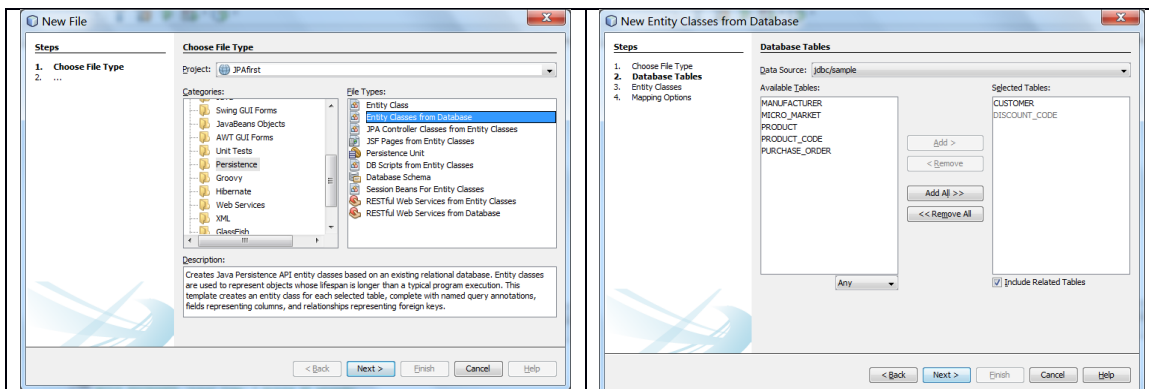 New File
Steps
1. Choose File Type
2. ...
Choose File Type
Project: JPAfirst
Categories:
Swing GUI Forms
JavaBeans Objects
AWT GUI Forms
Unit Tests
Persistence
Groovy
Hibernate
Web Services
XML
GlassFish
File Types:
Entity Class
Entity Classes from Database
JPA Controller Classes from Entity Classes
JSF Pages from Entity Classes
Persistence Unit
DB Scripts from Entity Classes
Database Schema
Session Beans For Entity Classes
RESTful Web Services from Entity Classes
RESTful Web Services from Database
Description:
Creates Java Persistence API entity classes based on an existing relational database. Entity classes
are used to represent objects whose lifespan is longer than a typical program execution. This
template creates an entity class for each selected table, complete with named query annotations,
fields representing columns, and relationships representing foreign keys.
< Back Next > Finish Cancel Help
New Entity Classes from Database
Steps
1. Choose File Type
2. Database Tables
3. Entity Classes
4. Mapping Options
Database Tables
Data Source: jdbc/sample
Available Tables:
MANUFACTURER
MICRO_MARKET
PRODUCT
PRODUCT_CODE
PURCHASE_ORDER
Any
Add >
< Remove
Add All >>
<< Remove All
Selected Tables:
CUSTOMER
DISCOUNT_CODE
Include Related Tables
< Back Next > Finish Cancel Help